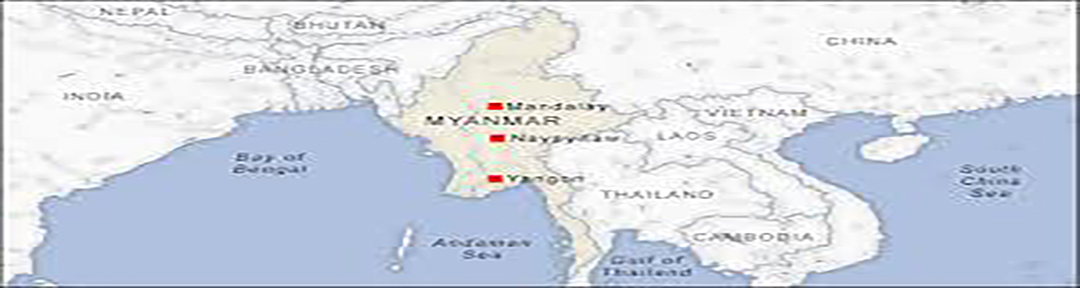 NEPAL
BHUTAN
CHINA
BANGLADESH
INDIA
Mandalay
VIETNAM
MYANMAR
LAOS
Naypyidaw
Bay of
Bengal
Yangon
South
China
Sea
THAILAND
CAMBODIA
Andaman
Sea
Gulf of
Thailand